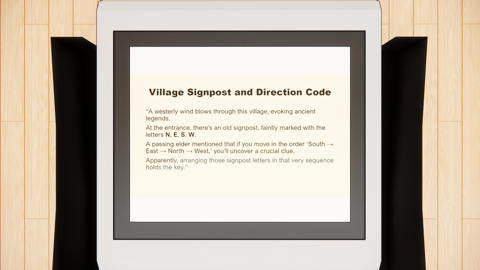 Village Signpost and Direction Code
"A westerly wind blows through this village, evoking ancient
legends.
At the entrance, there's an old signpost, faintly marked with the
letters N, E, S, W.
A passing elder mentioned that if you move in the order 'South →
East → North → West,' you'll uncover a crucial clue.
Apparently, arranging those signpost letters in that very sequence
holds the key."